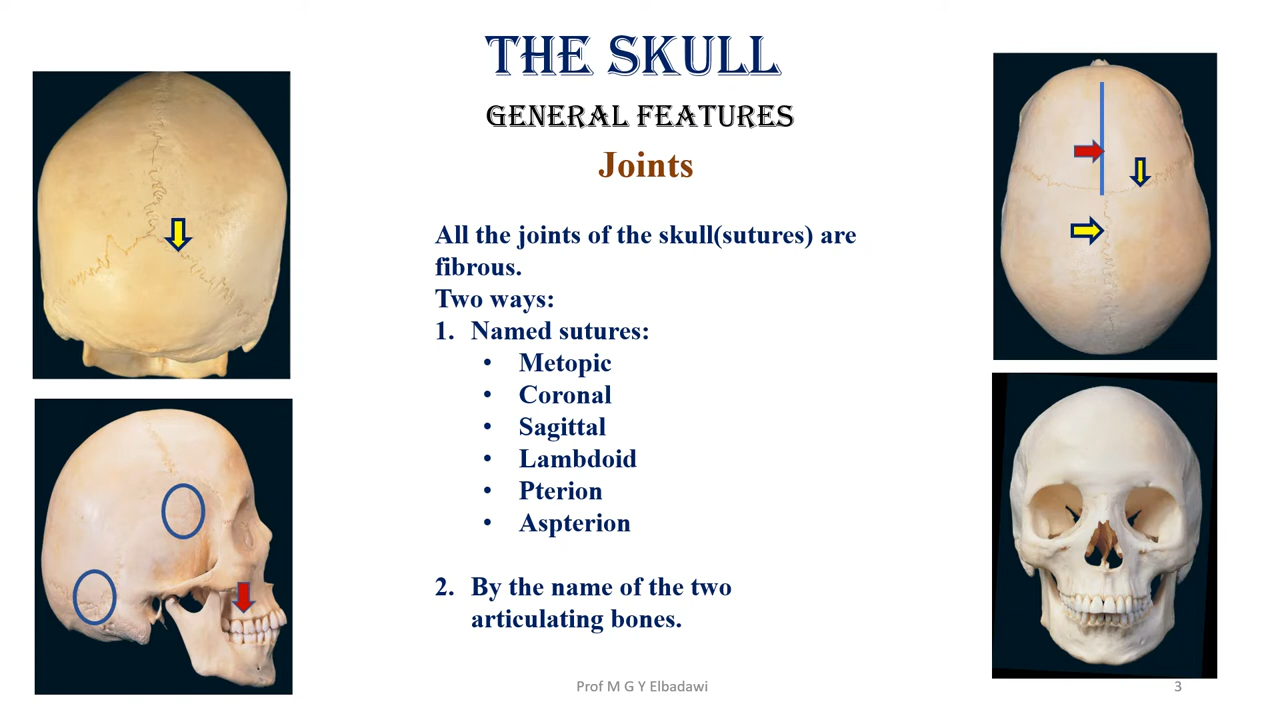 THE SKULL
GENERAL FEATURES
Joints
All the joints of the skull(sutures) are
fibrous.
Two ways:
1. Named sutures:
• Metopic
• Coronal
• Sagittal
• Lambdoid
• Pterion
• Aspterion
2. By the name of the two
articulating bones.
Prof M G Y Elbadawi
3